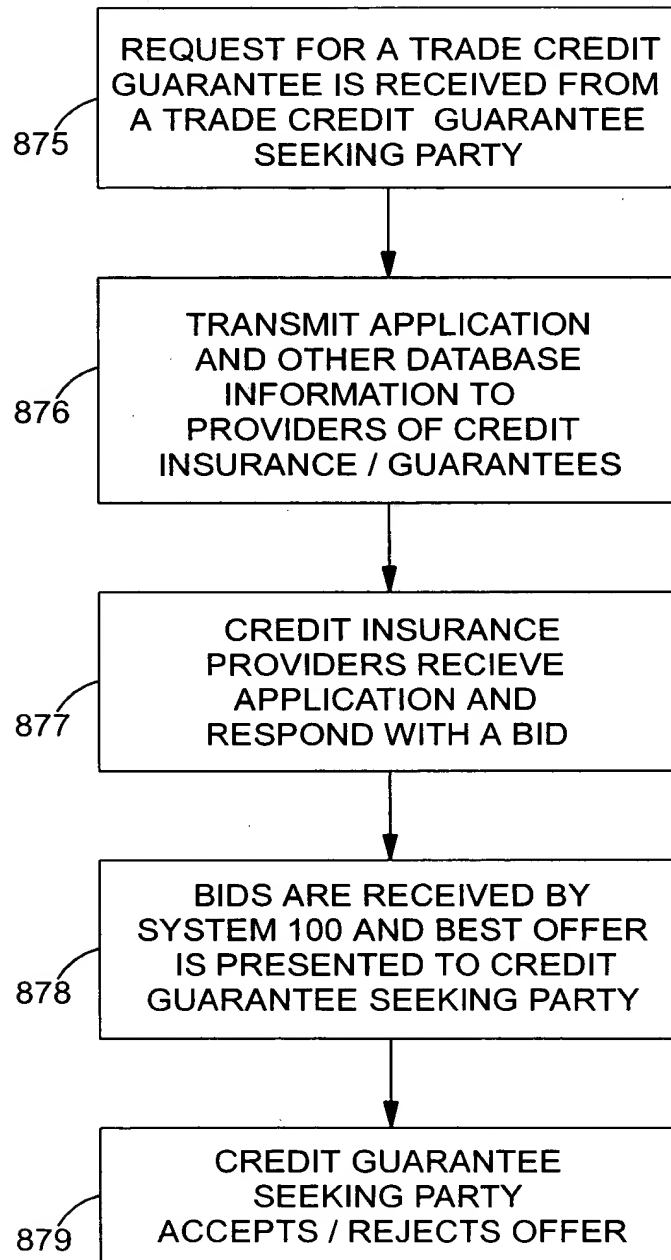 REQUEST FOR A TRADE CREDIT
GUARANTEE IS RECEIVED FROM
A TRADE CREDIT GUARANTEE
SEEKING PARTY
875
TRANSMIT APPLICATION
AND OTHER DATABASE
INFORMATION TO
PROVIDERS OF CREDIT
INSURANCE / GUARANTEES
876
CREDIT INSURANCE
PROVIDERS RECIEVE
APPLICATION AND
RESPOND WITH A BID
877
BIDS ARE RECEIVED BY
SYSTEM 100 AND BEST OFFER
IS PRESENTED TO CREDIT
GUARANTEE SEEKING PARTY
878
CREDIT GUARANTEE
SEEKING PARTY
ACCEPTS / REJECTS OFFER
879